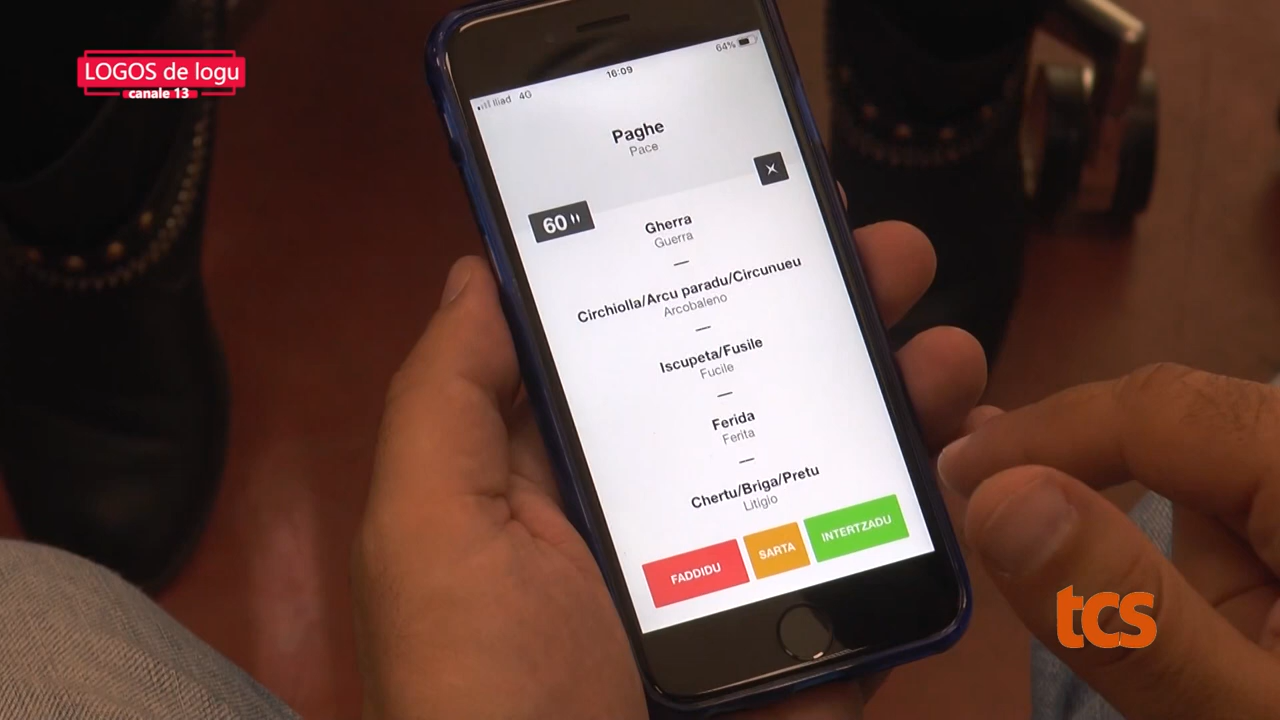 LOGOS de logu
canale 13
Iliad 4G
16:09
64%
Paghe
Pace
60"
Gherra
Guerra
Circhiolla/Arcu paradu/Circunueu
Arcobaleno
Iscupeta/Fusile
Fucile
Ferida
Ferita
Chertu/Briga/Pretu
Litigio
FADDIDU
SARTA
INTERTZADU
tcs